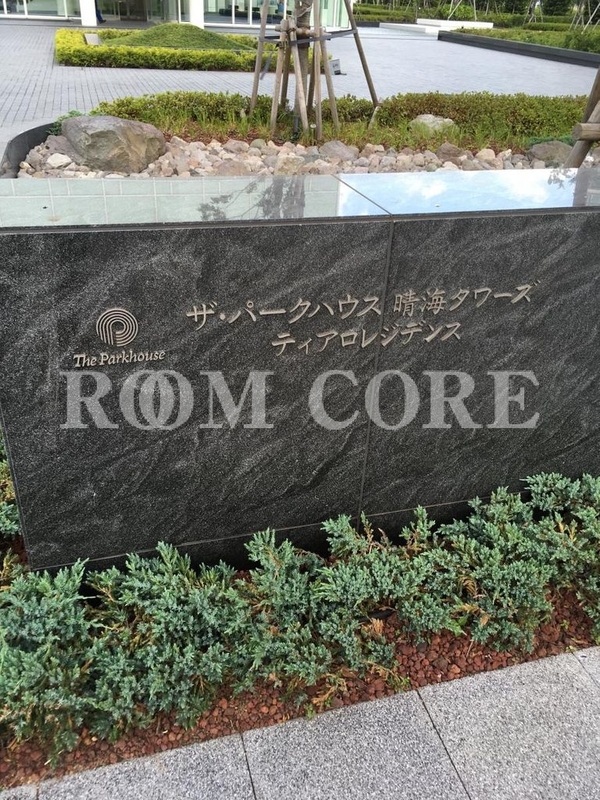 ザ・パークハウス 晴海タワーズ
ティアロレジデンス
The Parkhouse
ROOM CORE